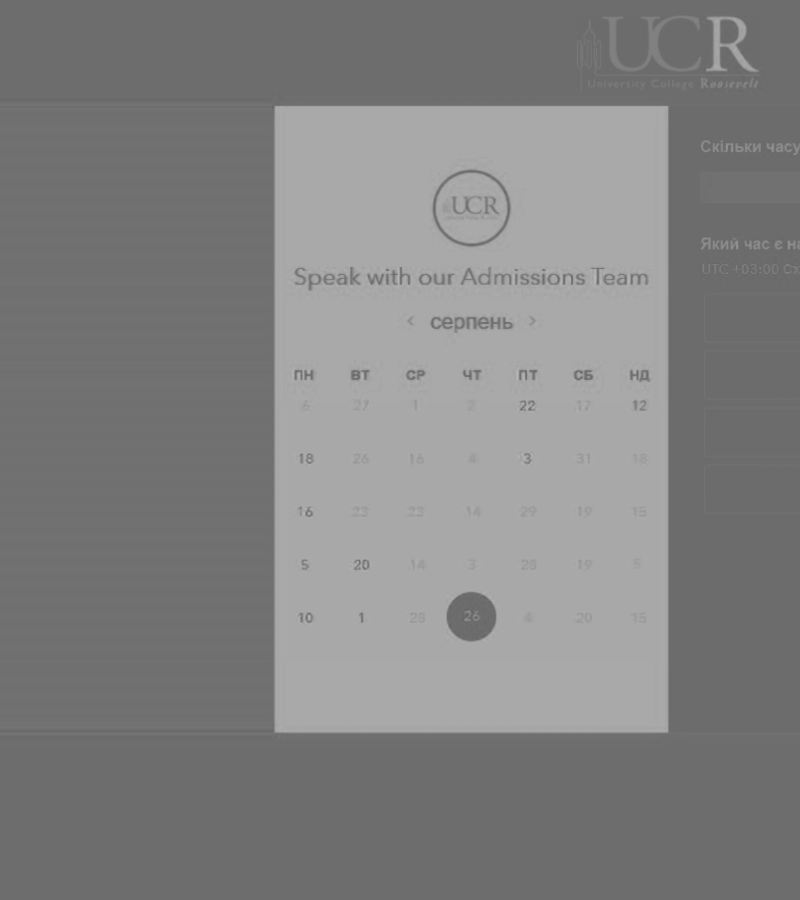 UCR
University College Roosevelt
UCR
Speak with our Admissions Team
< серпень >
ПН ВТ СР ЧТ ПТ СБ НД
6 27 1 2 22 17 12
18 26 16 4 3 31 18
16 23 23 14 29 19 15
5 20 14 3 28 19 5
10 1 28 26 4 20 15
Скільки часу
Який час є на
UTC +03:00 Сх